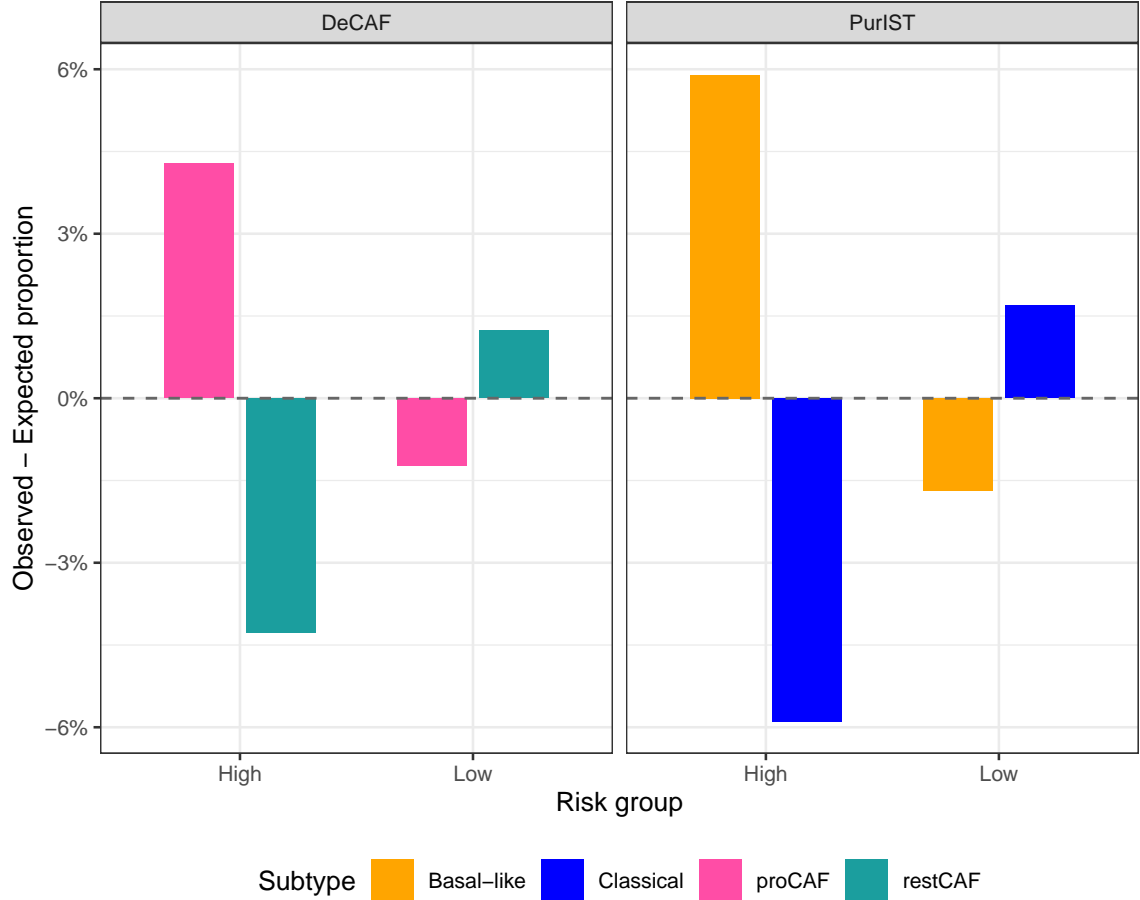 DeCAF
PurIST
Observed − Expected proportion
6%
3%
0%
−3%
−6%
High
Low
High
Low
Risk group
Subtype
Basal−like
Classical
proCAF
restCAF